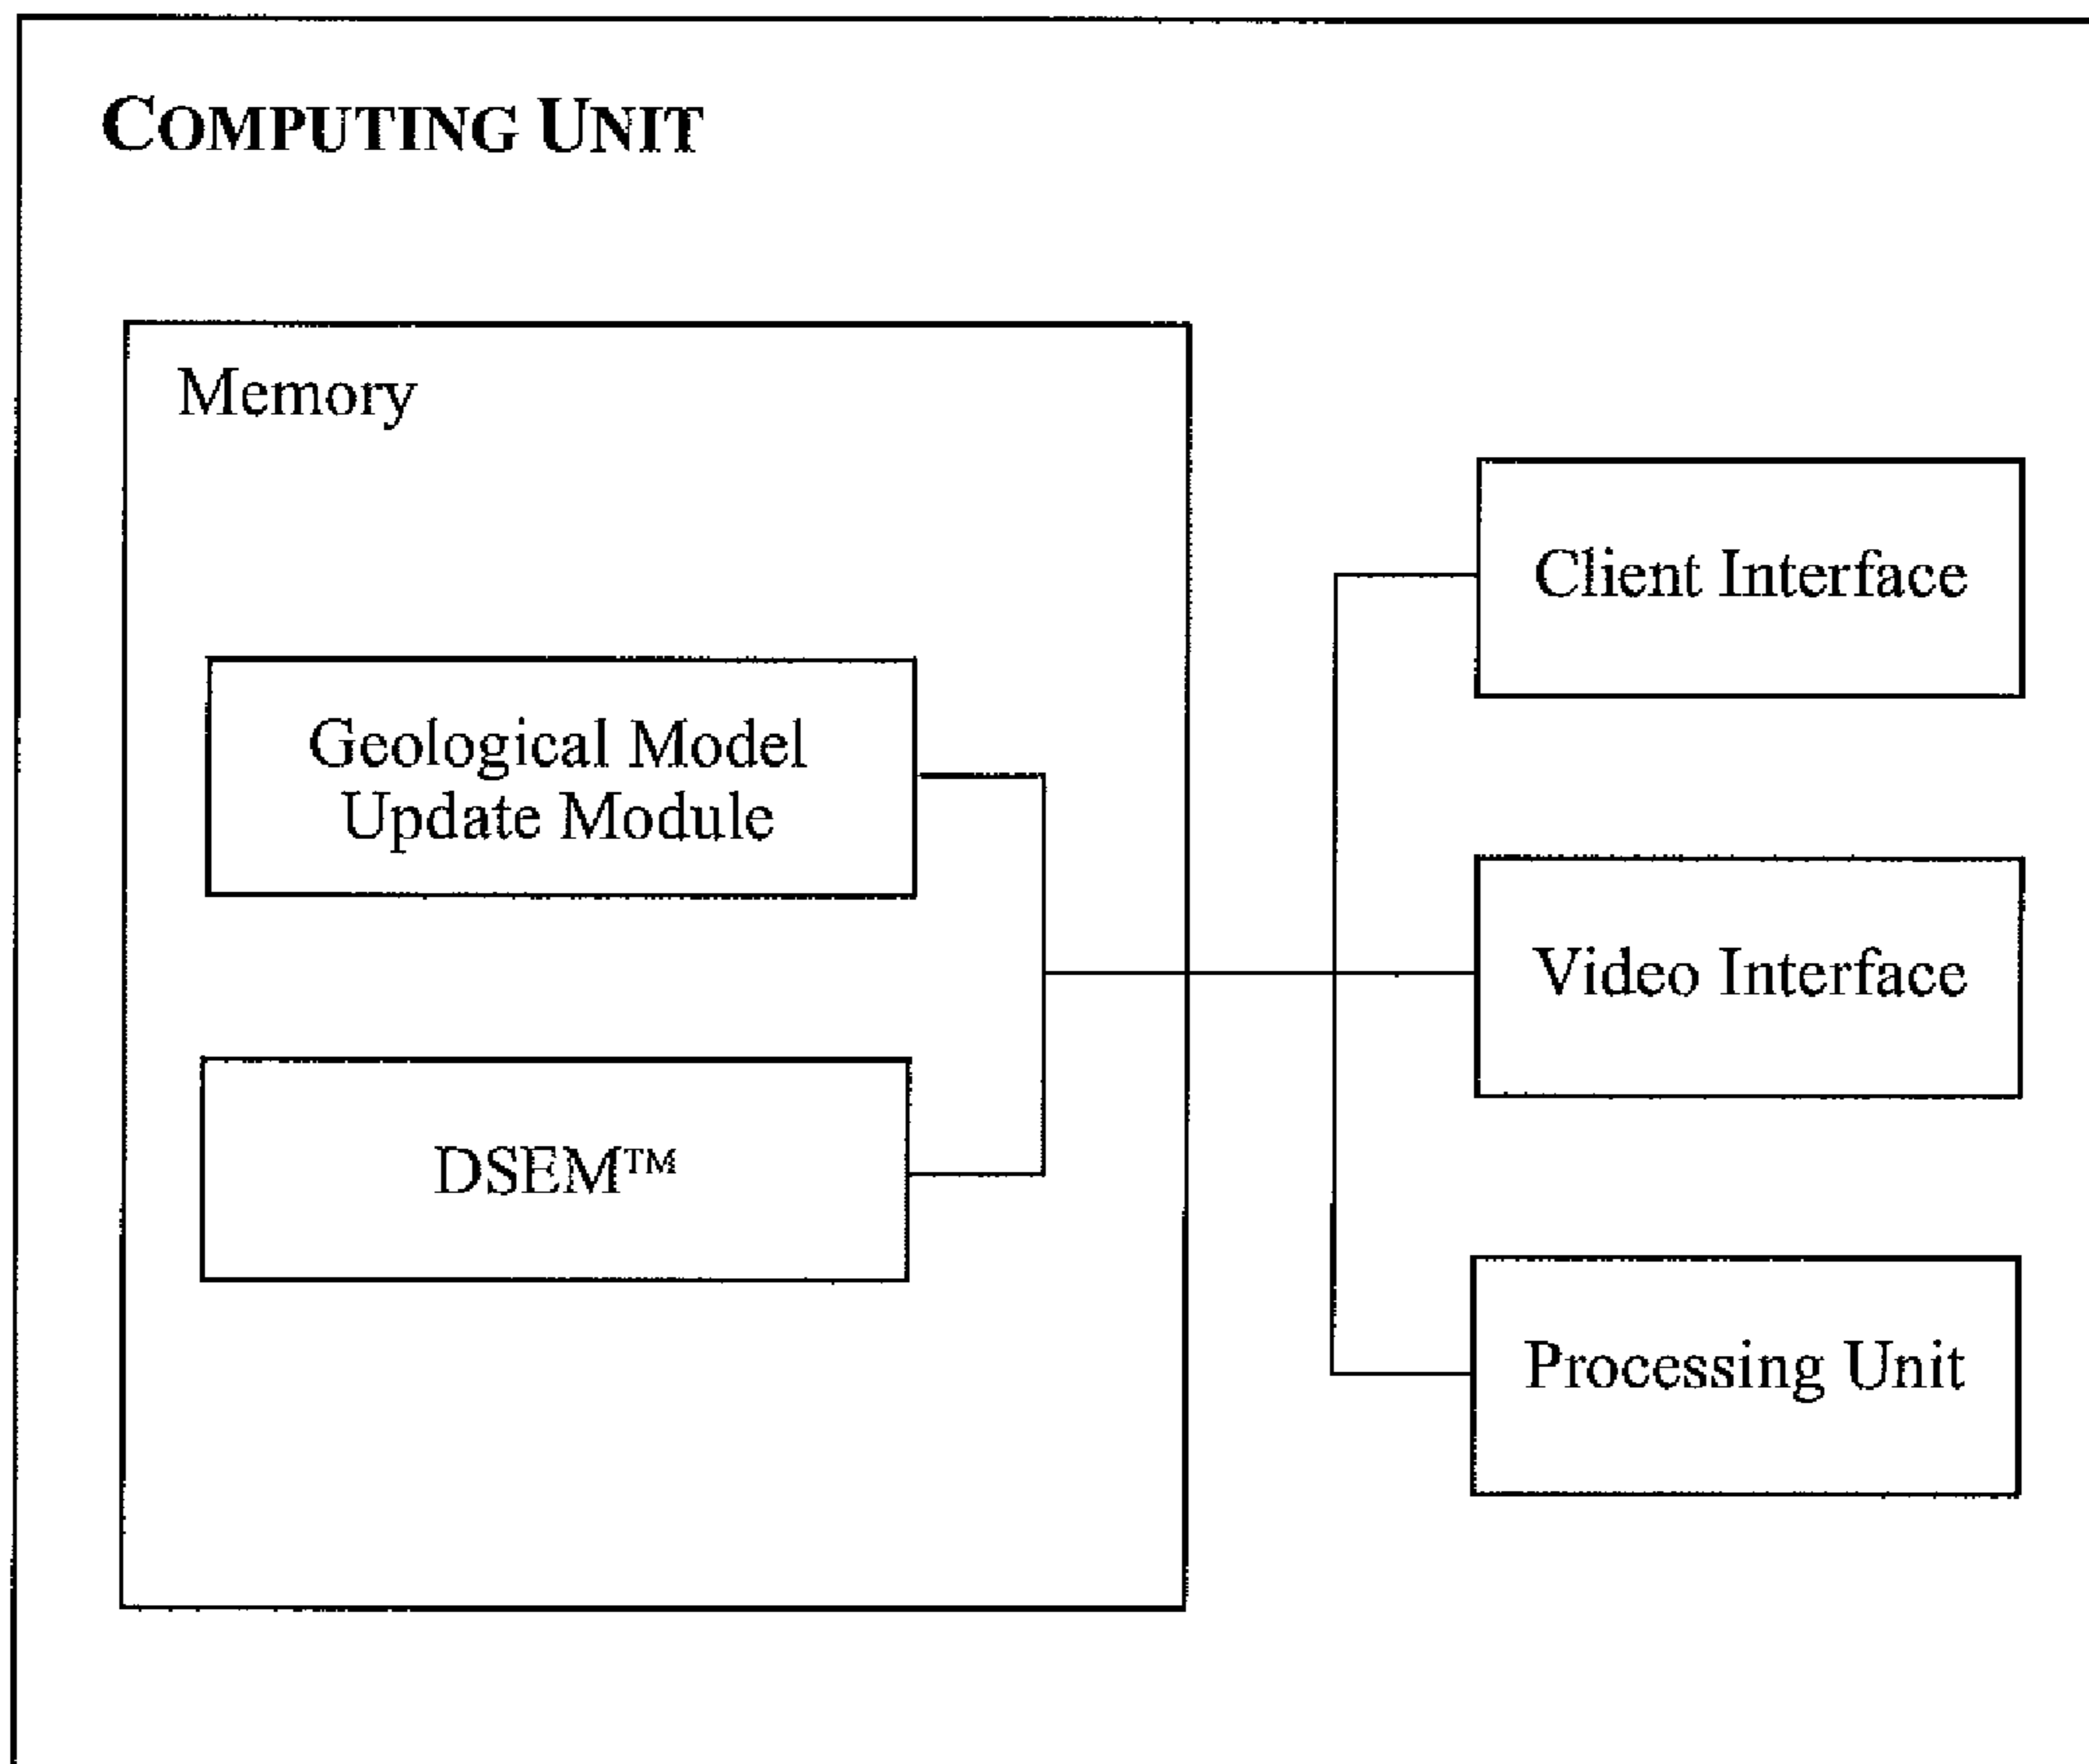 COMPUTING UNIT
Memory
Geological Model
Update Module
DSEM™
Client Interface
Video Interface
Processing Unit